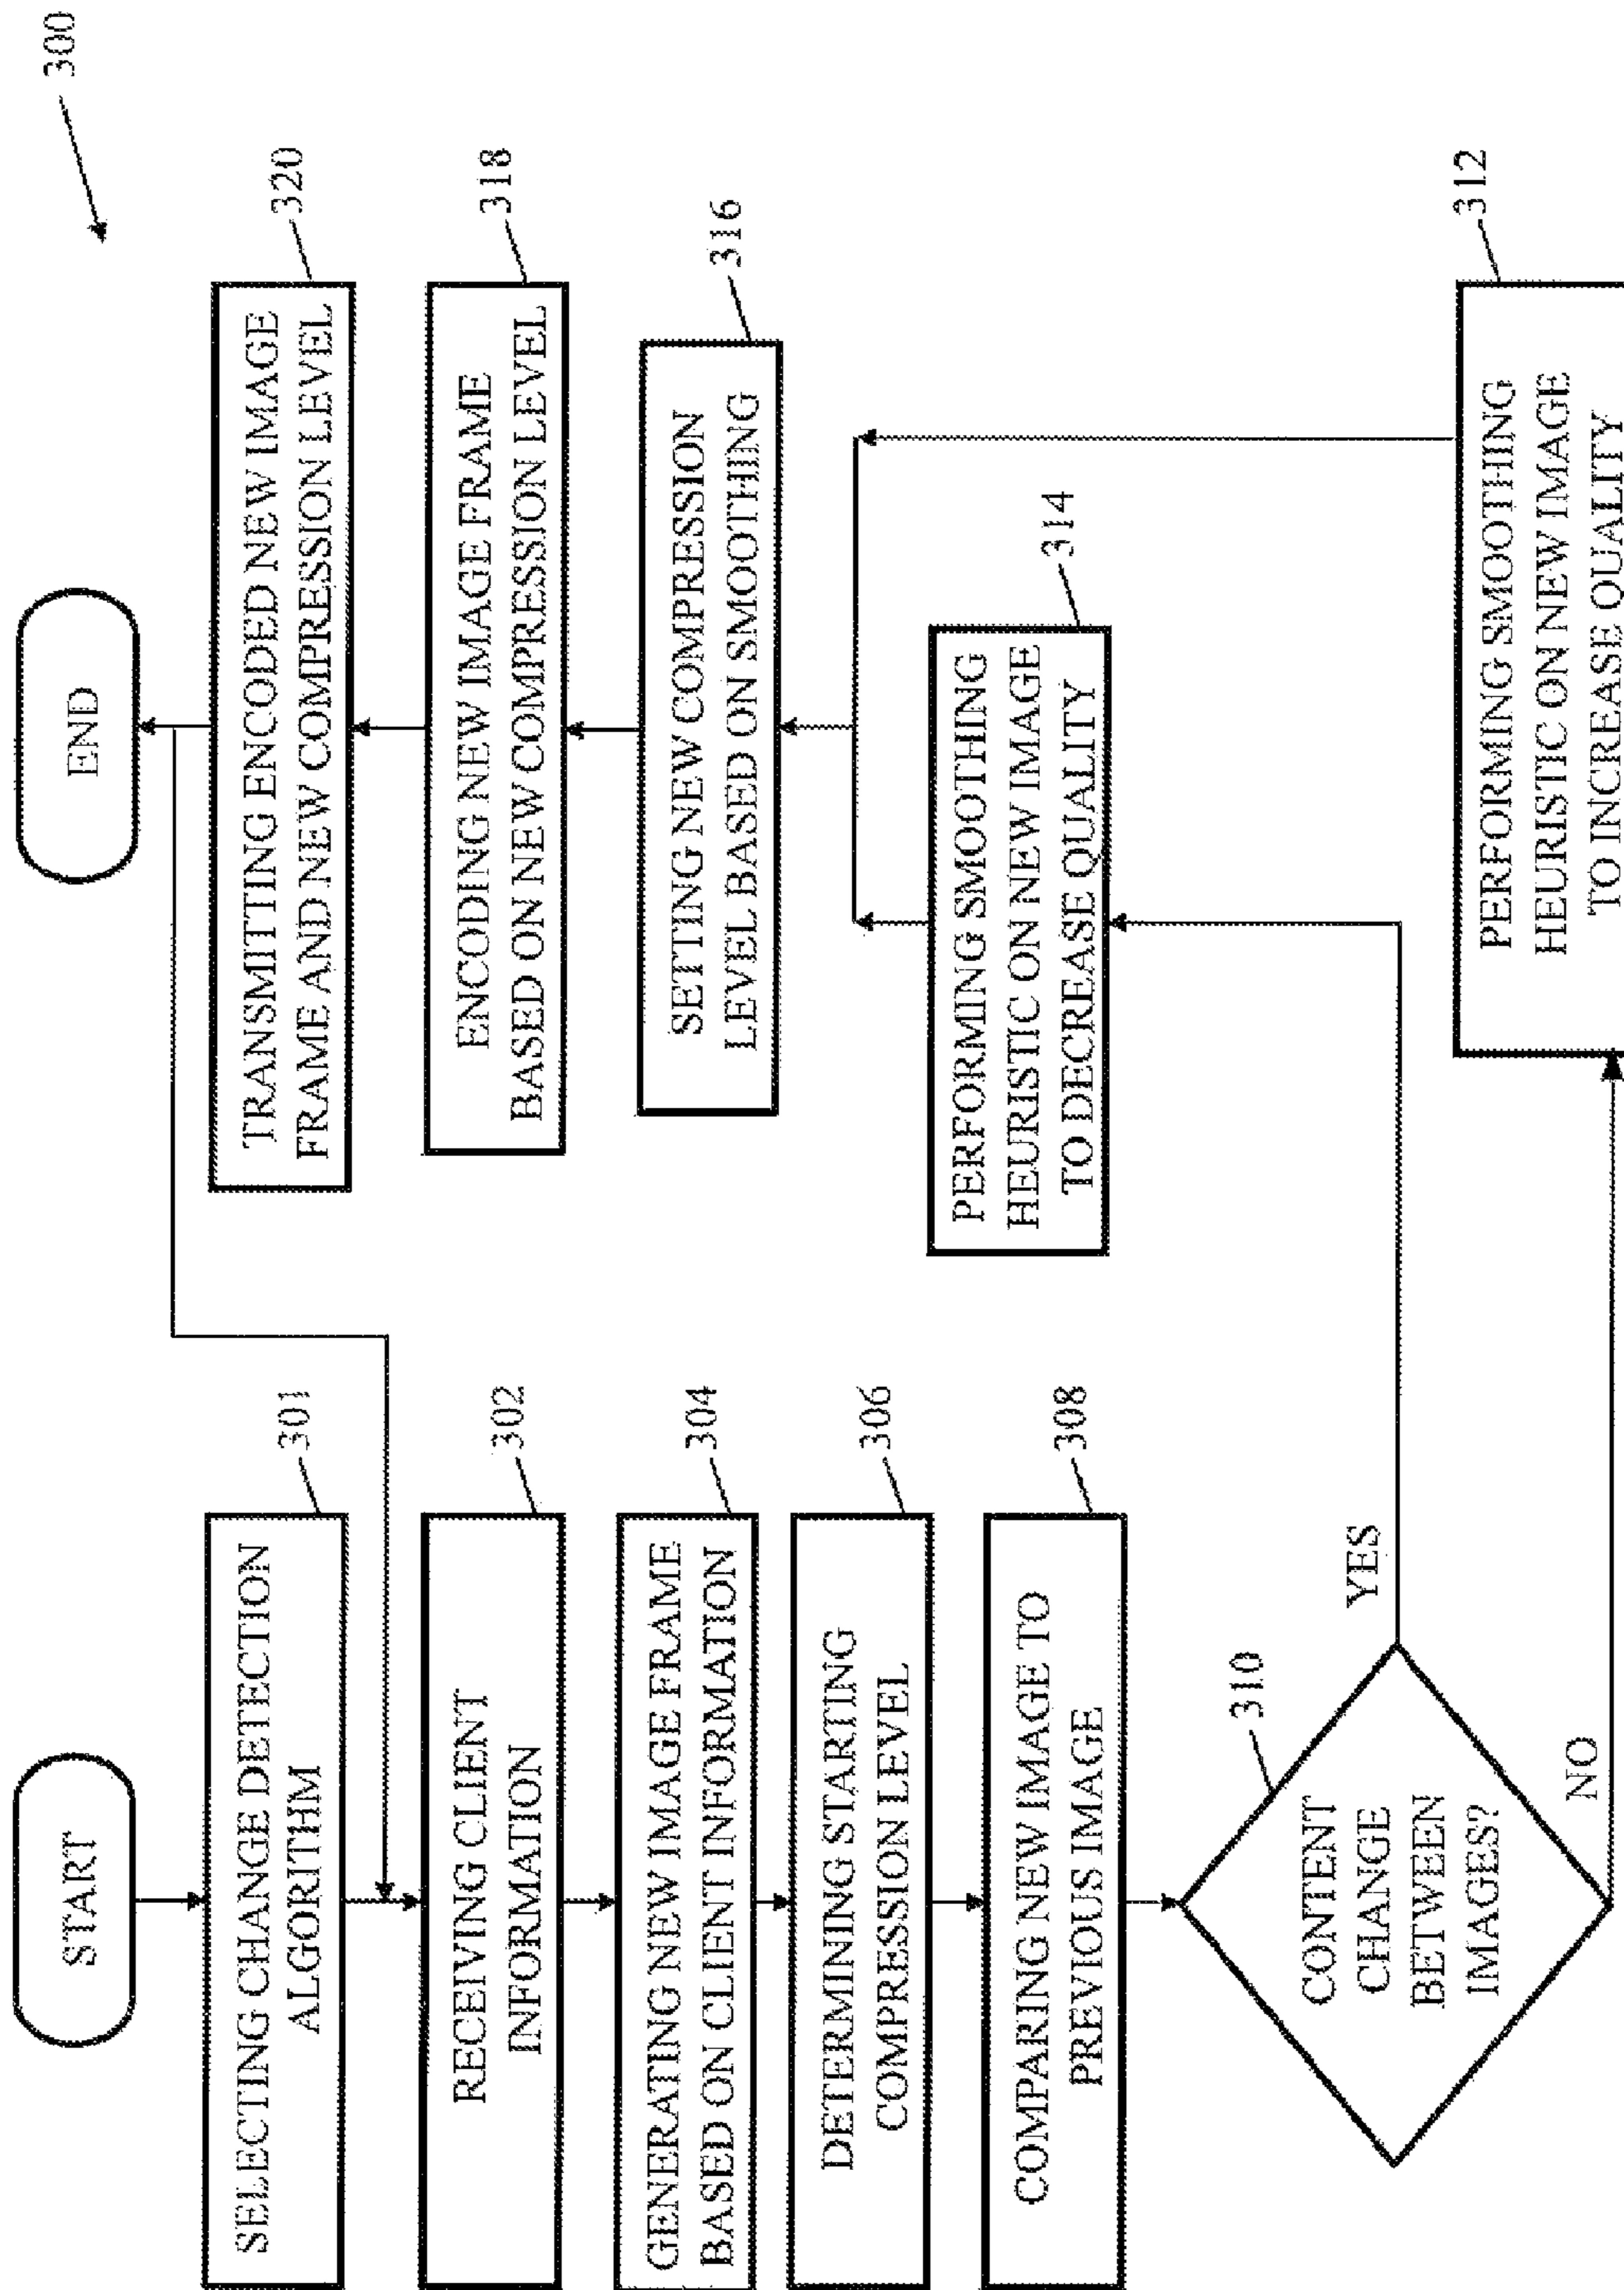 300
START
SELECTING CHANGE DETECTION
ALGORITHM
301
RECEIVING CLIENT
INFORMATION
302
GENERATING NEW IMAGE FRAME
BASED ON CLIENT INFORMATION
304
DETERMINING STARTING
COMPRESSION LEVEL
306
COMPARING NEW IMAGE TO
PREVIOUS IMAGE
308
CONTENT
CHANGE
BETWEEN
IMAGES?
310
YES
NO
PERFORMING SMOOTHING
HEURISTIC ON NEW IMAGE
TO INCREASE QUALITY
312
PERFORMING SMOOTHING
HEURISTIC ON NEW IMAGE
TO DECREASE QUALITY
314
SETTING NEW COMPRESSION
LEVEL BASED ON SMOOTHING
316
ENCODING NEW IMAGE FRAME
BASED ON NEW COMPRESSION LEVEL
318
TRANSMITTING ENCODED NEW IMAGE
FRAME AND NEW COMPRESSION LEVEL
320
END